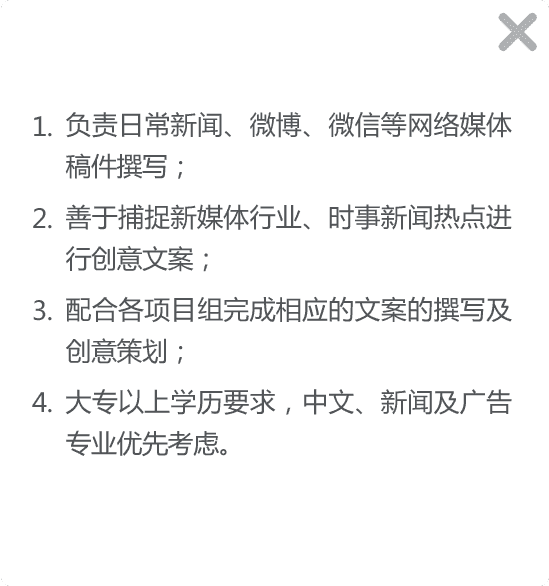 1. 负责日常新闻、微博、微信等网络媒体
稿件撰写；
2. 善于捕捉新媒体行业、时事新闻热点进
行创意文案；
3. 配合各项目组完成相应的文案的撰写及
创意策划；
4. 大专以上学历要求，中文、新闻及广告
专业优先考虑。